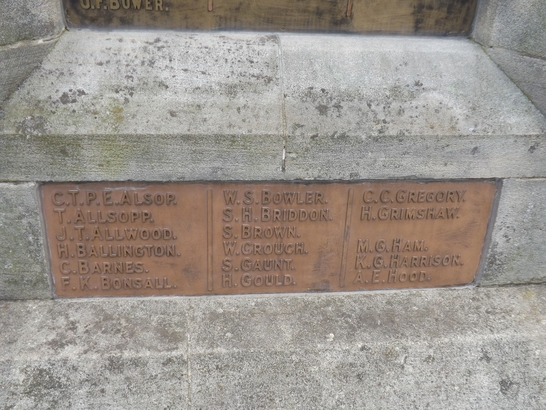 G.F. BOWER.
C.T.P.E. ALSOP.
T. ALLSOPP.
J.T. ALLWOOD.
H. BALLINGTON.
C. BARNES.
F.K. BONSALL.
W.S. BOWLER.
S.H. BRIDDON.
S. BROWN.
W. CROUCH.
S. GAUNT.
H. GOULD.
C.C. GREGORY.
H. GRIMSHAW.
M.G. HAM.
K.G. HARRISON.
A.E. HOOD.